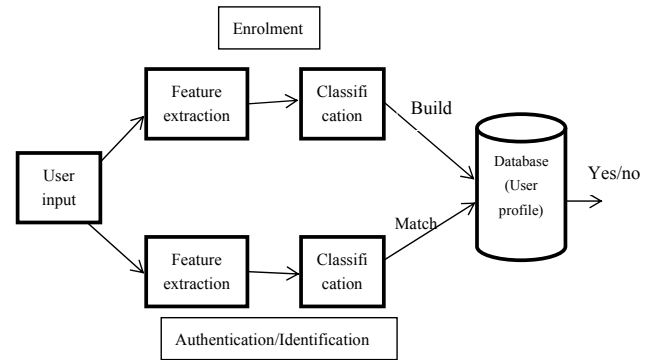 Enrolment
Feature
extraction
Classifi
cation
Build
User
input
Database
(User
profile)
Yes/no
Match
Feature
extraction
Classifi
cation
Authentication/Identification